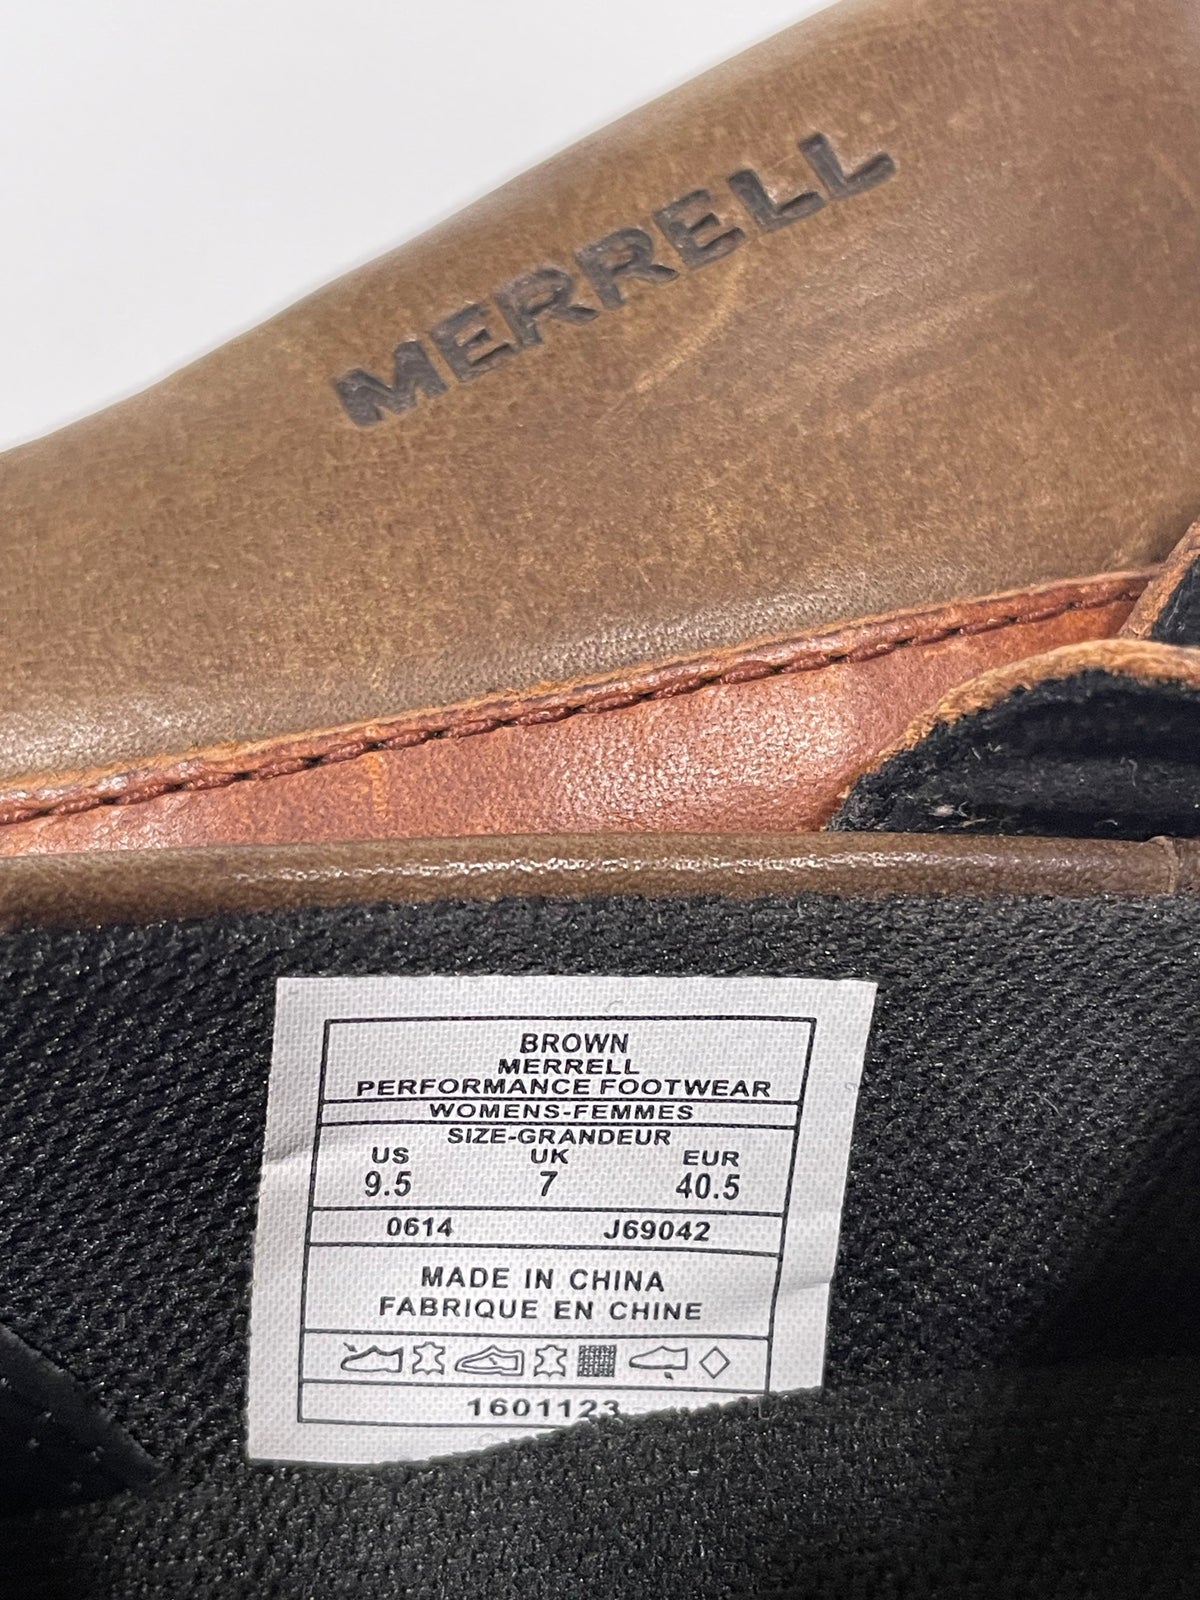 MERRELL
BROWN
MERRELL
PERFORMANCE FOOTWEAR
WOMENS-FEMMES
SIZE-GRANDEUR
US UK EUR
9.5 7 40.5
0614 J69042
MADE IN CHINA
FABRIQUE EN CHINE
1601123